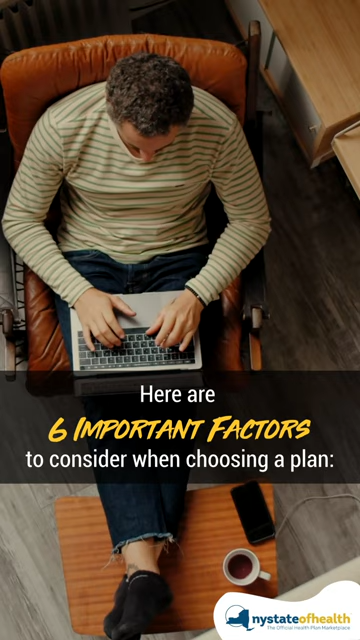 Here are
6 Important Factors
to consider when choosing a plan:
nystateofhealth
The Official Health Plan Marketplace